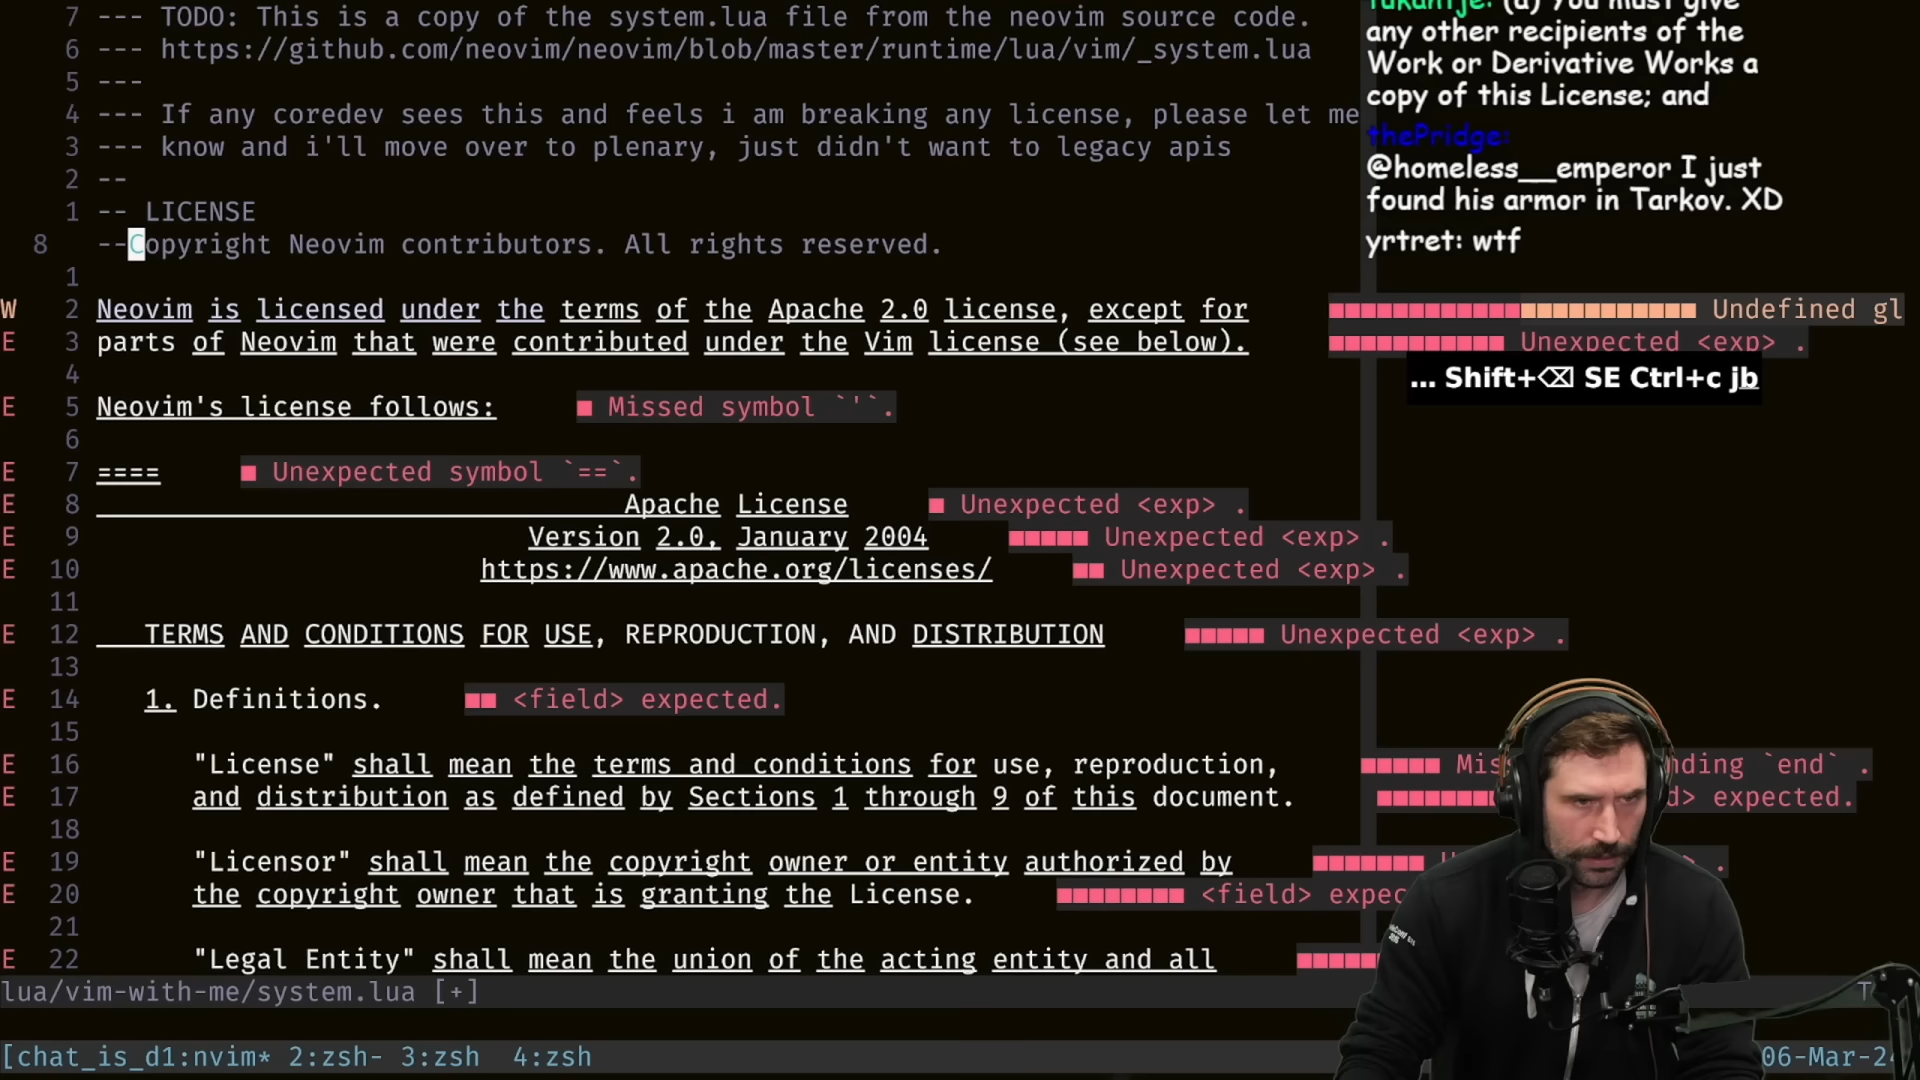 7 --- TODO: This is a copy of the system.lua file from the neovim source code.
6 --- https://github.com/neovim/neovim/blob/master/runtime/lua/vim/_system.lua
5 ---
4 --- If any coredev sees this and feels i am breaking any license, please let me
3 --- know and i'll move over to plenary, just didn't want to legacy apis
2 --
1 -- LICENSE
8 --Copyright Neovim contributors. All rights reserved.
1
W 2 Neovim is licensed under the terms of the Apache 2.0 license, except for ■■■■■■■■■■■■■■■■■■■■■■■ Undefined gl
E 3 parts of Neovim that were contributed under the Vim license (see below). ■■■■■■■■■■■ Unexpected <exp> .
4
E 5 Neovim's license follows: ■ Missed symbol `'`.
6
E 7 ==== ■ Unexpected symbol `==`.
E 8 Apache License ■ Unexpected <exp> .
E 9 Version 2.0, January 2004 ■■■■■ Unexpected <exp> .
E 10 https://www.apache.org/licenses/ ■■ Unexpected <exp> .
11
E 12 TERMS AND CONDITIONS FOR USE, REPRODUCTION, AND DISTRIBUTION ■■■■■ Unexpected <exp> .
13
E 14 1. Definitions. ■■ <field> expected.
15
E 16 "License" shall mean the terms and conditions for use, reproduction, ■■■■■ `end` .
E 17 and distribution as defined by Sections 1 through 9 of this document. expected.
18
E 19 "Licensor" shall mean the copyright owner or entity authorized by ■■■■■■■
E 20 the copyright owner that is granting the License. ■■■■■■■■ <field>
21
E 22 "Legal Entity" shall mean the union of the acting entity and all
lua/vim-with-me/system.lua [+]
[chat_is_d1:nvim* 2:zsh- 3:zsh 4:zsh
06-Mar-2
Tukantje: (a) You must give
any other recipients of the
Work or Derivative Works a
copy of this License; and
thePridge:
@homeless__emperor I just
found his armor in Tarkov. XD
yrtret: wtf
... Shift+⌫ SE Ctrl+c jb